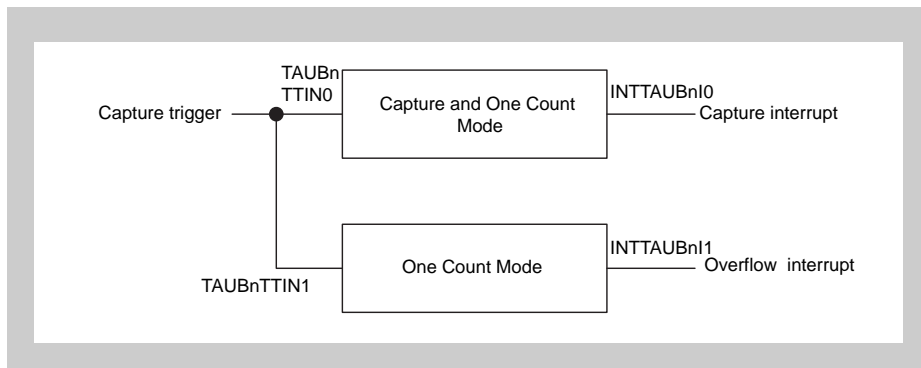 TAUBn
TTIN0
Capture trigger
Capture and One Count
Mode
INTTAUBnI0
Capture interrupt
TAUBnTTIN1
One Count Mode
INTTAUBnI1
Overflow interrupt